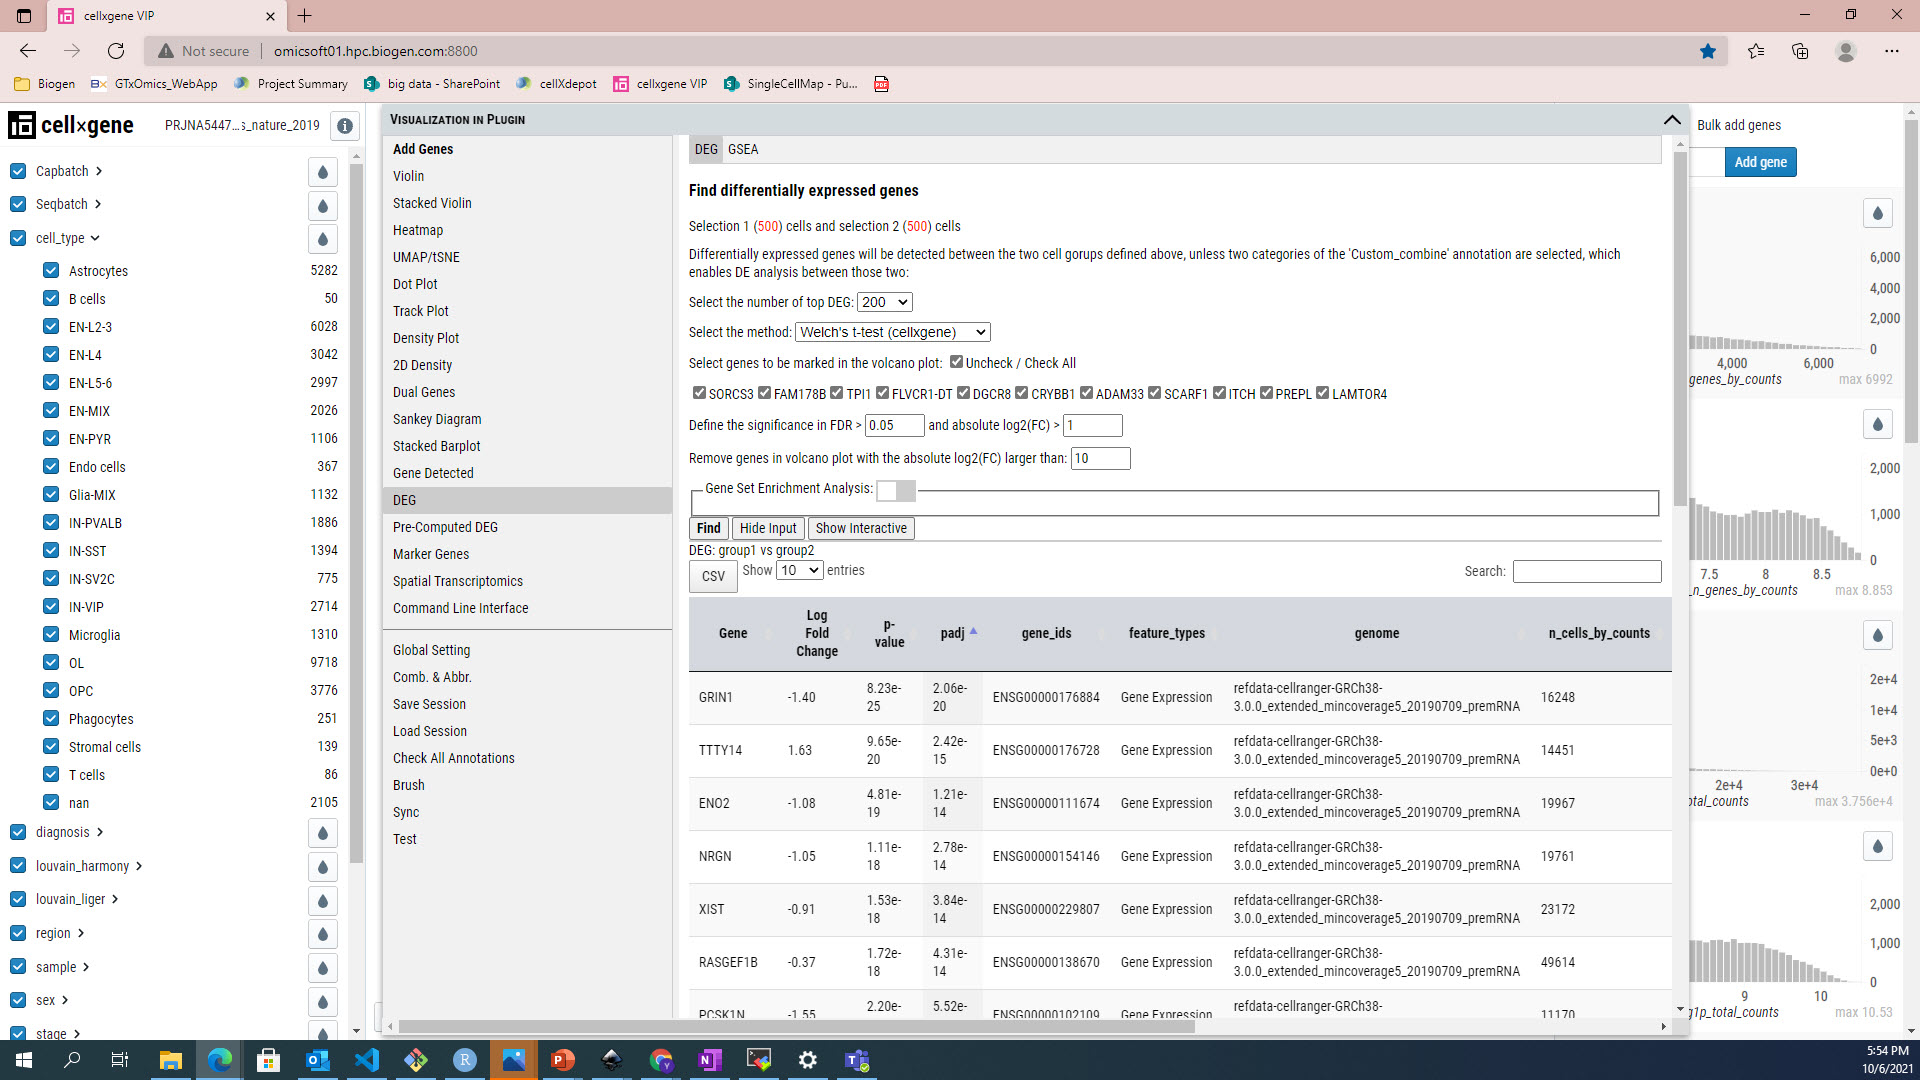 cellxgene VIP
Not secure
omicsoft01.hpc.biogen.com:8800
Biogen
GTxOmics_WebApp
Project Summary
big data - SharePoint
cellXdepot
cellxgene VIP
SingleCellMap - Pu...
cell×gene
PRJNA5447...s_nature_2019
Capbatch
Seqbatch
cell_type
Astrocytes 5282
B cells 50
EN-L2-3 6028
EN-L4 3042
EN-L5-6 2997
EN-MIX 2026
EN-PYR 1106
Endo cells 367
Glia-MIX 1132
IN-PVALB 1886
IN-SST 1394
IN-SV2C 775
IN-VIP 2714
Microglia 1310
OL 9718
OPC 3776
Phagocytes 251
Stromal cells 139
T cells 86
nan 2105
diagnosis
louvain_harmony
louvain_liger
region
sample
sex
stage
Visualization in Plugin
Add Genes
Violin
Stacked Violin
Heatmap
UMAP/tSNE
Dot Plot
Track Plot
Density Plot
2D Density
Dual Genes
Sankey Diagram
Stacked Barplot
Gene Detected
DEG
Pre-Computed DEG
Marker Genes
Spatial Transcriptomics
Command Line Interface
Global Setting
Comb. & Abbr.
Save Session
Load Session
Check All Annotations
Brush
Sync
Test
DEG GSEA
Find differentially expressed genes
Selection 1 (500) cells and selection 2 (500) cells
Differentially expressed genes will be detected between the two cell gorups defined above, unless two categories of the 'Custom_combine' annotation are selected, which
enables DE analysis between those two:
Select the number of top DEG: 200
Select the method: Welch's t-test (cellxgene)
Select genes to be marked in the volcano plot: Uncheck / Check All
SORCS3 FAM178B TPI1 FLVCR1-DT DGCR8 CRYBB1 ADAM33 SCARF1 ITCH PREPL LAMTOR4
Define the significance in FDR > 0.05 and absolute log2(FC) > 1
Remove genes in volcano plot with the absolute log2(FC) larger than: 10
Gene Set Enrichment Analysis:
Find Hide Input Show Interactive
DEG: group1 vs group2
CSV Show 10 entries Search:
Gene Log Fold Change p-value padj gene_ids feature_types genome n_cells_by_counts
GRIN1 -1.40 8.23e-25 2.06e-20 ENSG00000176884 Gene Expression refdata-cellranger-GRCh38-3.0.0_extended_mincoverage5_20190709_premRNA 16248
TTTY14 1.63 9.65e-20 2.42e-15 ENSG00000176728 Gene Expression refdata-cellranger-GRCh38-3.0.0_extended_mincoverage5_20190709_premRNA 14451
ENO2 -1.08 4.81e-19 1.21e-14 ENSG00000111674 Gene Expression refdata-cellranger-GRCh38-3.0.0_extended_mincoverage5_20190709_premRNA 19967
NRGN -1.05 1.11e-18 2.78e-14 ENSG00000154146 Gene Expression refdata-cellranger-GRCh38-3.0.0_extended_mincoverage5_20190709_premRNA 19761
XIST -0.91 1.53e-18 3.84e-14 ENSG00000229807 Gene Expression refdata-cellranger-GRCh38-3.0.0_extended_mincoverage5_20190709_premRNA 23172
RASGEF1B -0.37 1.72e-18 4.31e-14 ENSG00000138670 Gene Expression refdata-cellranger-GRCh38-3.0.0_extended_mincoverage5_20190709_premRNA 49614
PCSK1N -1.55 2.20e- 5.52e- ENSG00000102109 Gene Expression refdata-cellranger-GRCh38- 11170
Bulk add genes
Add gene
6,000
4,000
2,000
0
4,000 6,000
genes_by_counts max 6992
2,000
1,000
0
7.5 8 8.5
_n_genes_by_counts max 8.853
2e+4
1e+4
5e+3
0e+0
2e+4 3e+4
otal_counts max 3.756e+4
2,000
1,000
0
9 10
g1p_total_counts max 10.53
5:54 PM
10/6/2021